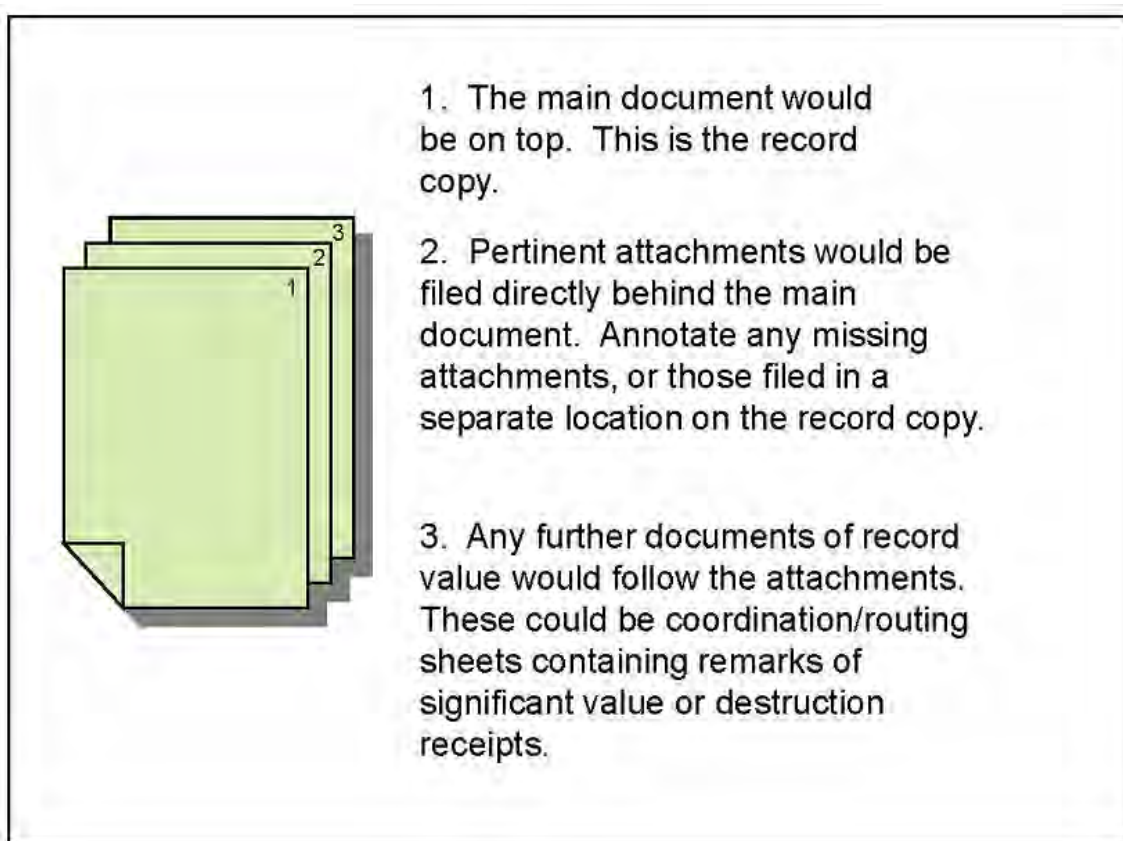 1. The main document would
be on top. This is the record
copy.
3
2. Pertinent attachments would be
2
filed directly behind the main
1
document. Annotate any missing
attachments, or those filed in a
separate location on the record copy.
3. Any further documents of record
value would follow the attachments.
These could be coordination/routing
sheets containing remarks of
significant value or destruction
receipts.